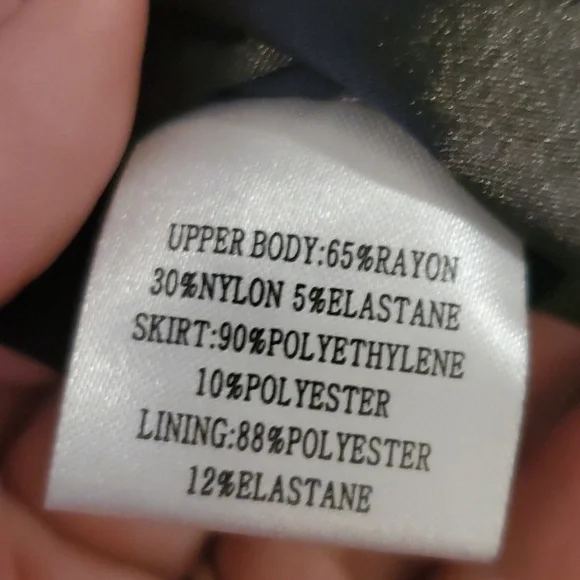 UPPER BODY:65%RAYON
30%NYLON 5%ELASTANE
SKIRT:90%POLYETHYLENE
10%POLYESTER
LINING:88%POLYESTER
12%ELASTANE